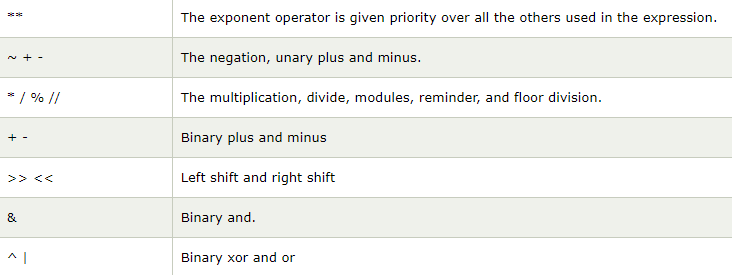 ** The exponent operator is given priority over all the others used in the expression.
~ + - The negation, unary plus and minus.
* / % // The multiplication, divide, modules, reminder, and floor division.
+ - Binary plus and minus
>> << Left shift and right shift
& Binary and.
^ | Binary xor and or